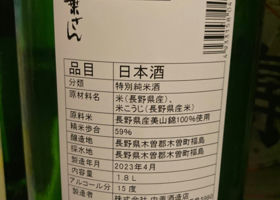 品目 日本酒
分類 特別純米酒
原材料名 米(長野県産)、
米こうじ(長野県産米)
原料米 長野県産美山錦100%使用
精米歩合 59%
醸造地 長野県木曽郡木曽町福島
採水地 長野県木曽郡木曽町福島
製造年月 2023年4月
内容量 1.8L
アルコール分 15度
製造者